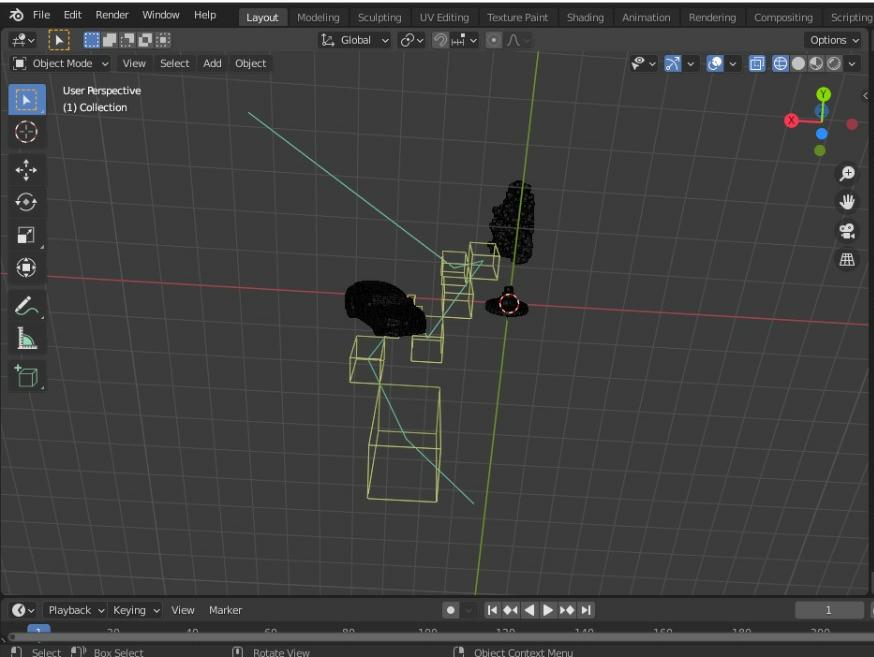 File Edit Render Window Help Layout Modeling Sculpting UV Editing Texture Paint Shading Animation Rendering Compositing Scripting
Global Options
Object Mode View Select Add Object
User Perspective
(1) Collection
Y
X
Playback Keying View Marker 1
1 20 40 60 80 100 120 140 160 180 200
Select Box Select Rotate View Object Context Menu